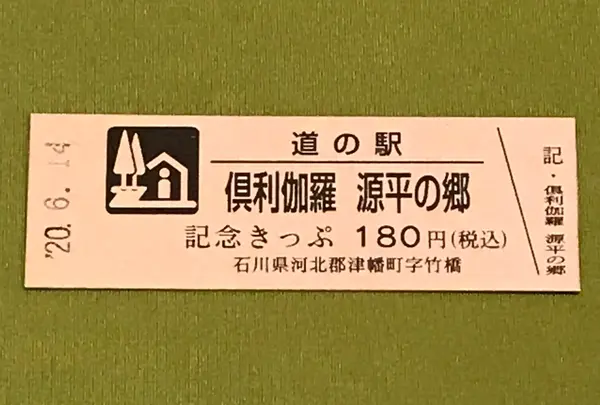 道の駅
倶利伽羅 源平の郷
記念きっぷ 180円(税込)
石川県河北郡津幡町字竹橋
'20. 6. 14
記・倶利伽羅 源平の郷